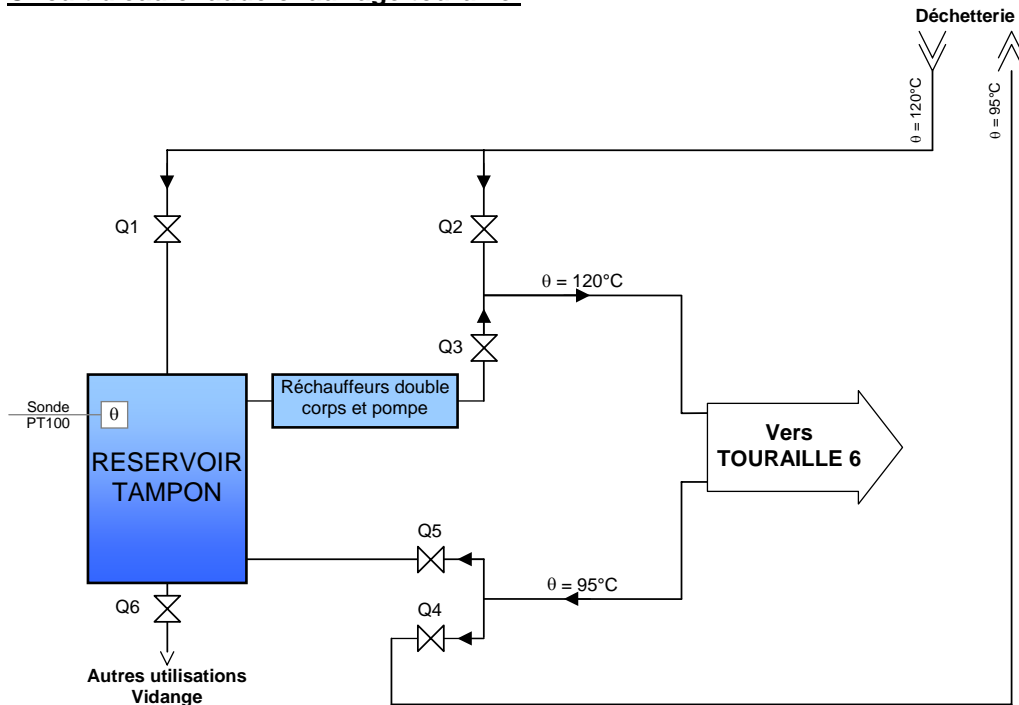 Déchetterie
θ = 120°C
θ = 95°C
Q1
Q2
θ = 120°C
Q3
Réchauffeurs double
corps et pompe
Sonde
PT100
θ
RESERVOIR
TAMPON
Vers
TOURAILLE 6
Q5
θ = 95°C
Q6
Q4
Autres utilisations
Vidange